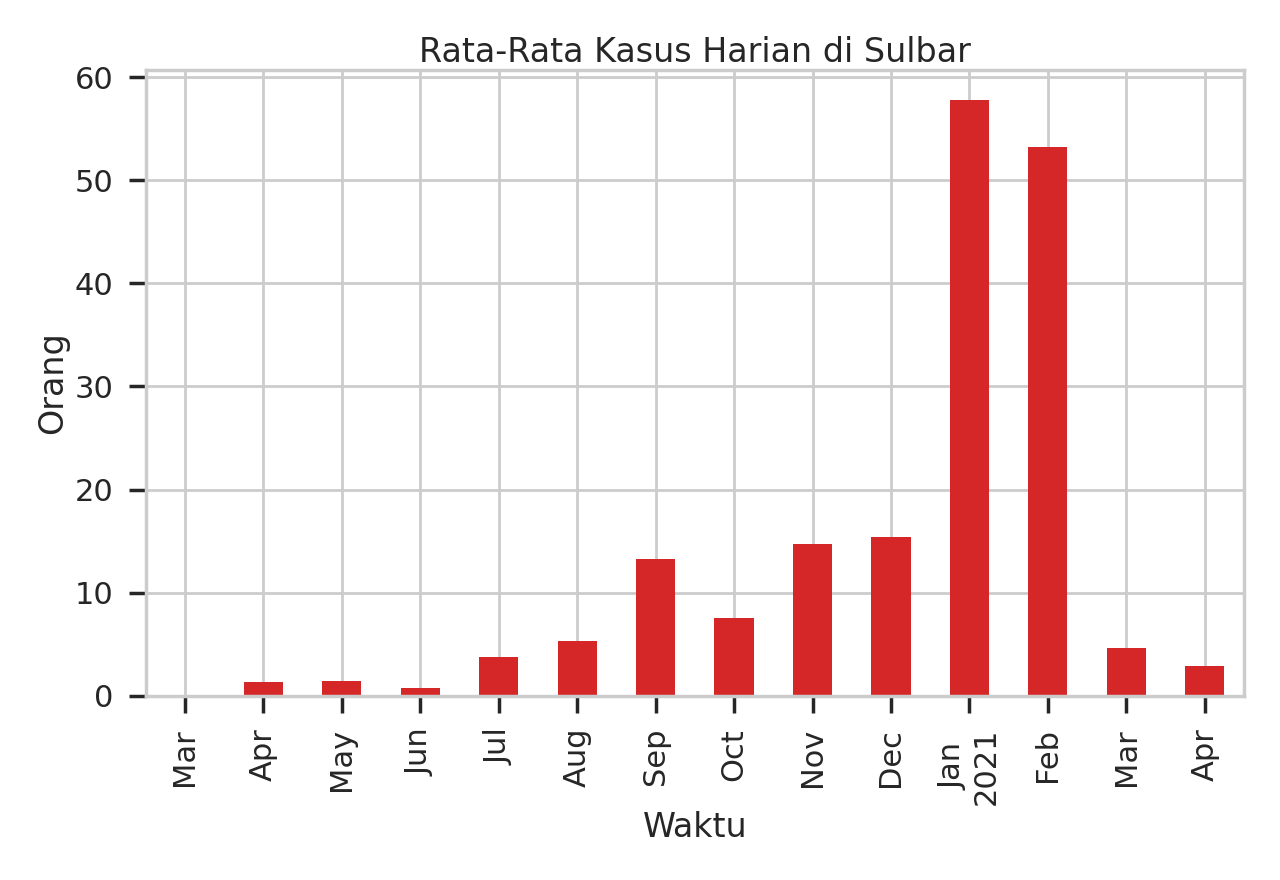 Rata-Rata Kasus Harian di Sulbar
60
50
40
30
20
10
0
Orang
Mar
Apr
May
Jun
Jul
Aug
Sep
Oct
Nov
Dec
Jan
2021
Feb
Mar
Apr
Waktu